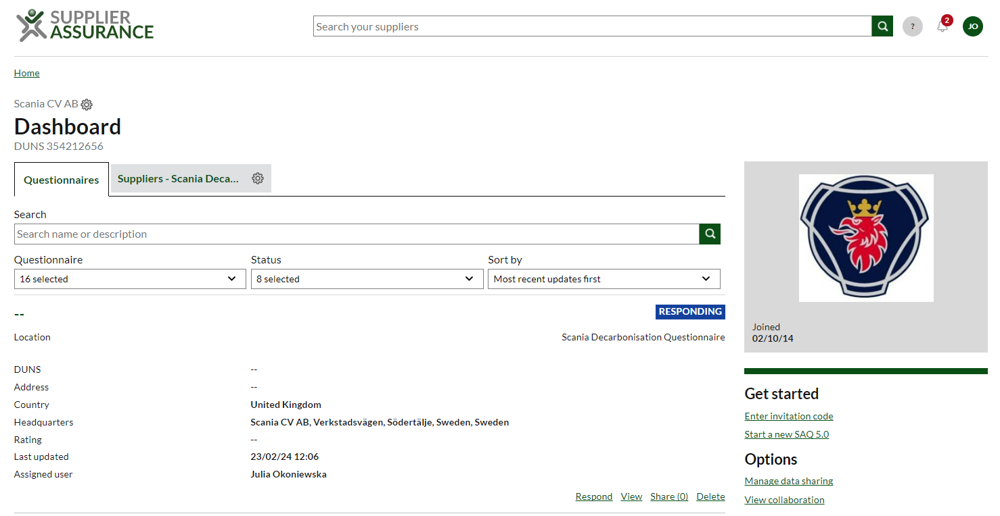 SUPPLIER
ASSURANCE
Search your suppliers
?
2
JO
Home
Scania CV AB
Dashboard
DUNS 354212656
Questionnaires
Suppliers - Scania Deca...
Search
Search name or description
Questionnaire
Status
Sort by
16 selected
8 selected
Most recent updates first
--
RESPONDING
Location
Scania Decarbonisation Questionnaire
DUNS
--
Address
--
Country
United Kingdom
Headquarters
Scania CV AB, Verkstadsvägen, Södertälje, Sweden, Sweden
Rating
--
Last updated
23/02/24 12:06
Assigned user
Julia Okoniewska
Respond View Share (0) Delete
Joined
02/10/14
Get started
Enter invitation code
Start a new SAQ 5.0
Options
Manage data sharing
View collaboration